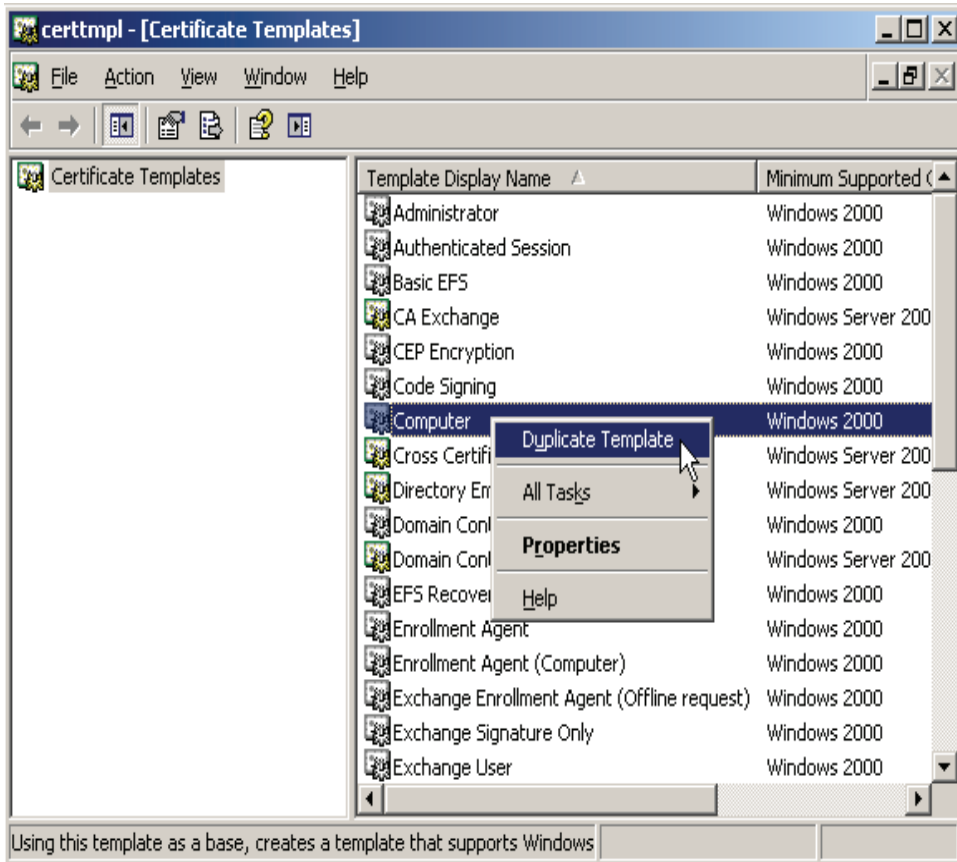 certtmpl - [Certificate Templates]
File Action View Window Help
Certificate Templates
Template Display Name Minimum Supported C
Administrator Windows 2000
Authenticated Session Windows 2000
Basic EFS Windows 2000
CA Exchange Windows Server 200
CEP Encryption Windows 2000
Code Signing Windows 2000
Computer Windows 2000
Cross Certifi Windows Server 200
Directory Em Windows Server 200
Domain Cont Windows 2000
Domain Cont Windows Server 200
EFS Recover Windows 2000
Enrollment Agent Windows 2000
Enrollment Agent (Computer) Windows 2000
Exchange Enrollment Agent (Offline request) Windows 2000
Exchange Signature Only Windows 2000
Exchange User Windows 2000
Duplicate Template
All Tasks
Properties
Help
Using this template as a base, creates a template that supports Windows